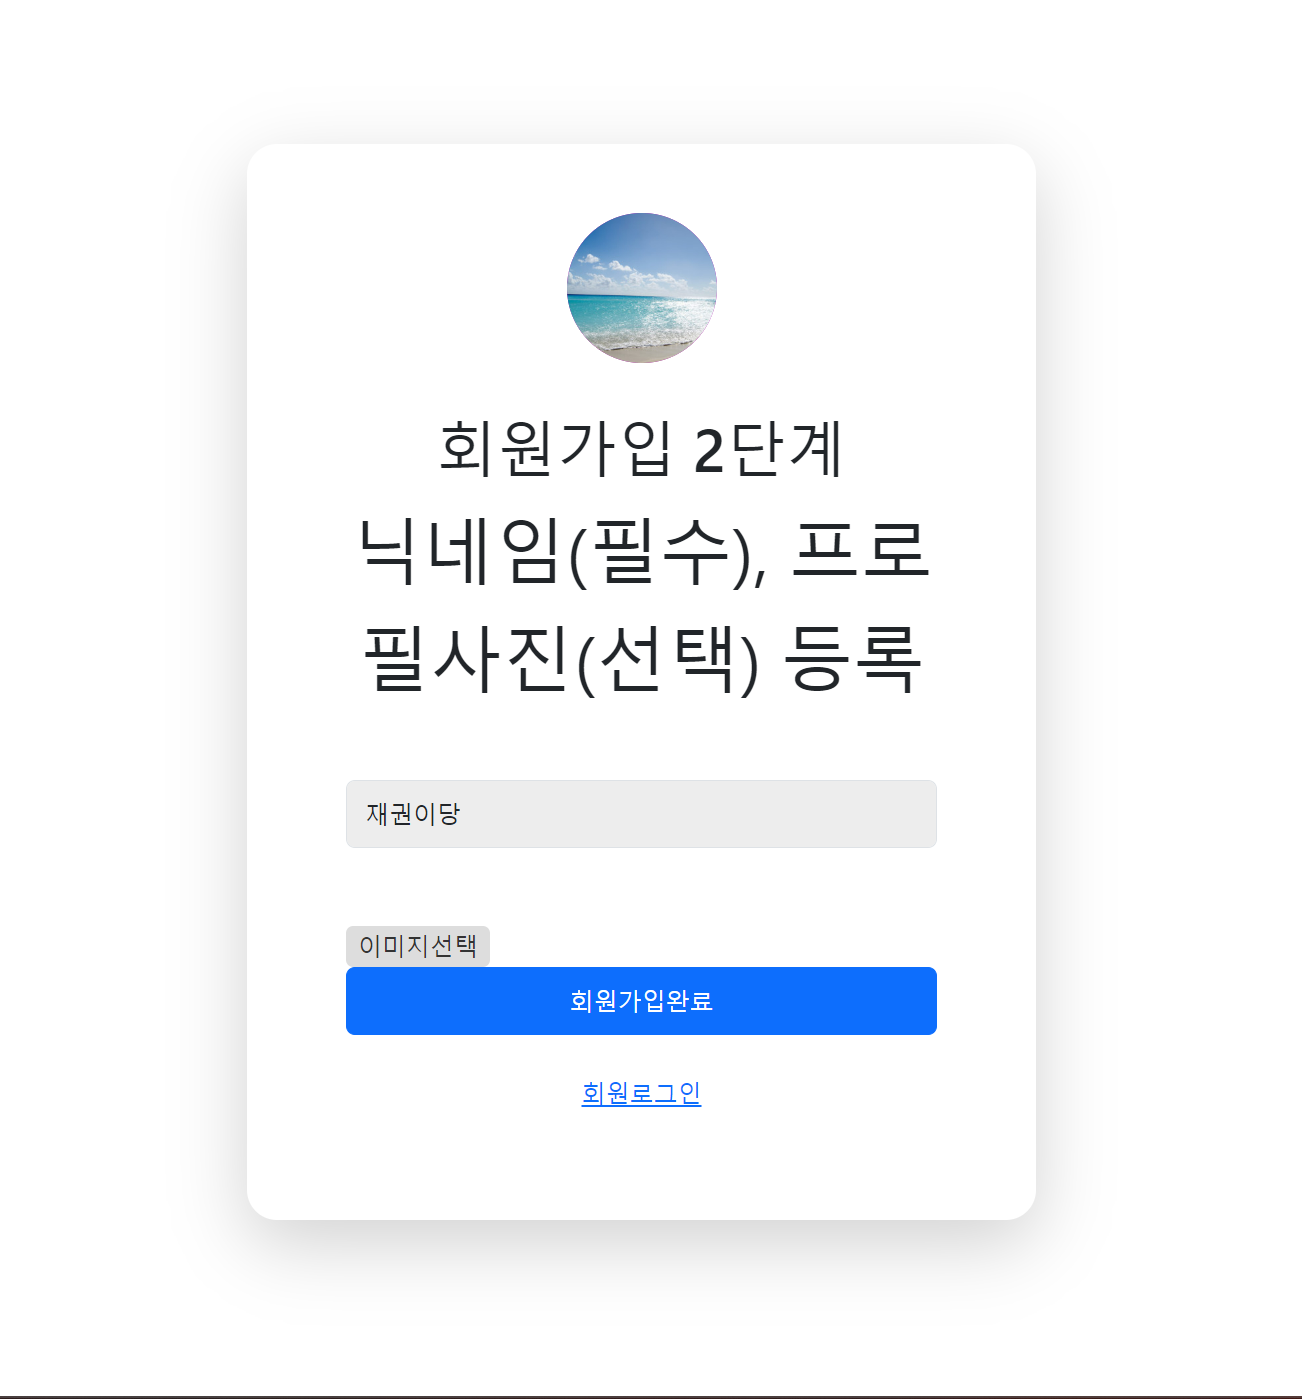 회원가입 2단계
닉네임(필수), 프로
필사진(선택) 등록
재권이당
이미지선택
회원가입완료
회원로그인